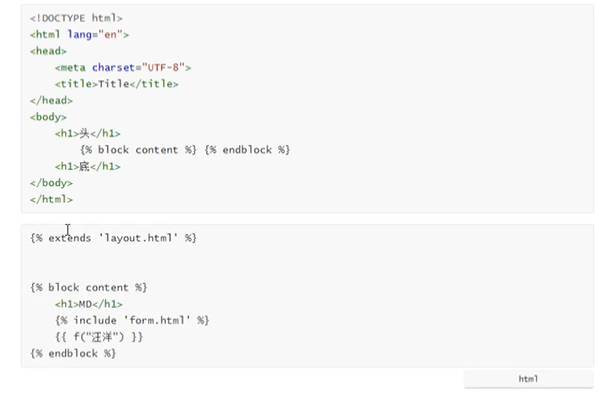 <!DOCTYPE html>
<html lang="en">
<head>
    <meta charset="UTF-8">
    <title>Title</title>
</head>
<body>
    <h1>头</h1>
        {% block content %} {% endblock %}
    <h1>底</h1>
</body>
</html>
{% extends 'layout.html' %}
{% block content %}
    <h1>MD</h1>
    {% include 'form.html' %}
    {{ f("汪洋") }}
{% endblock %}
html